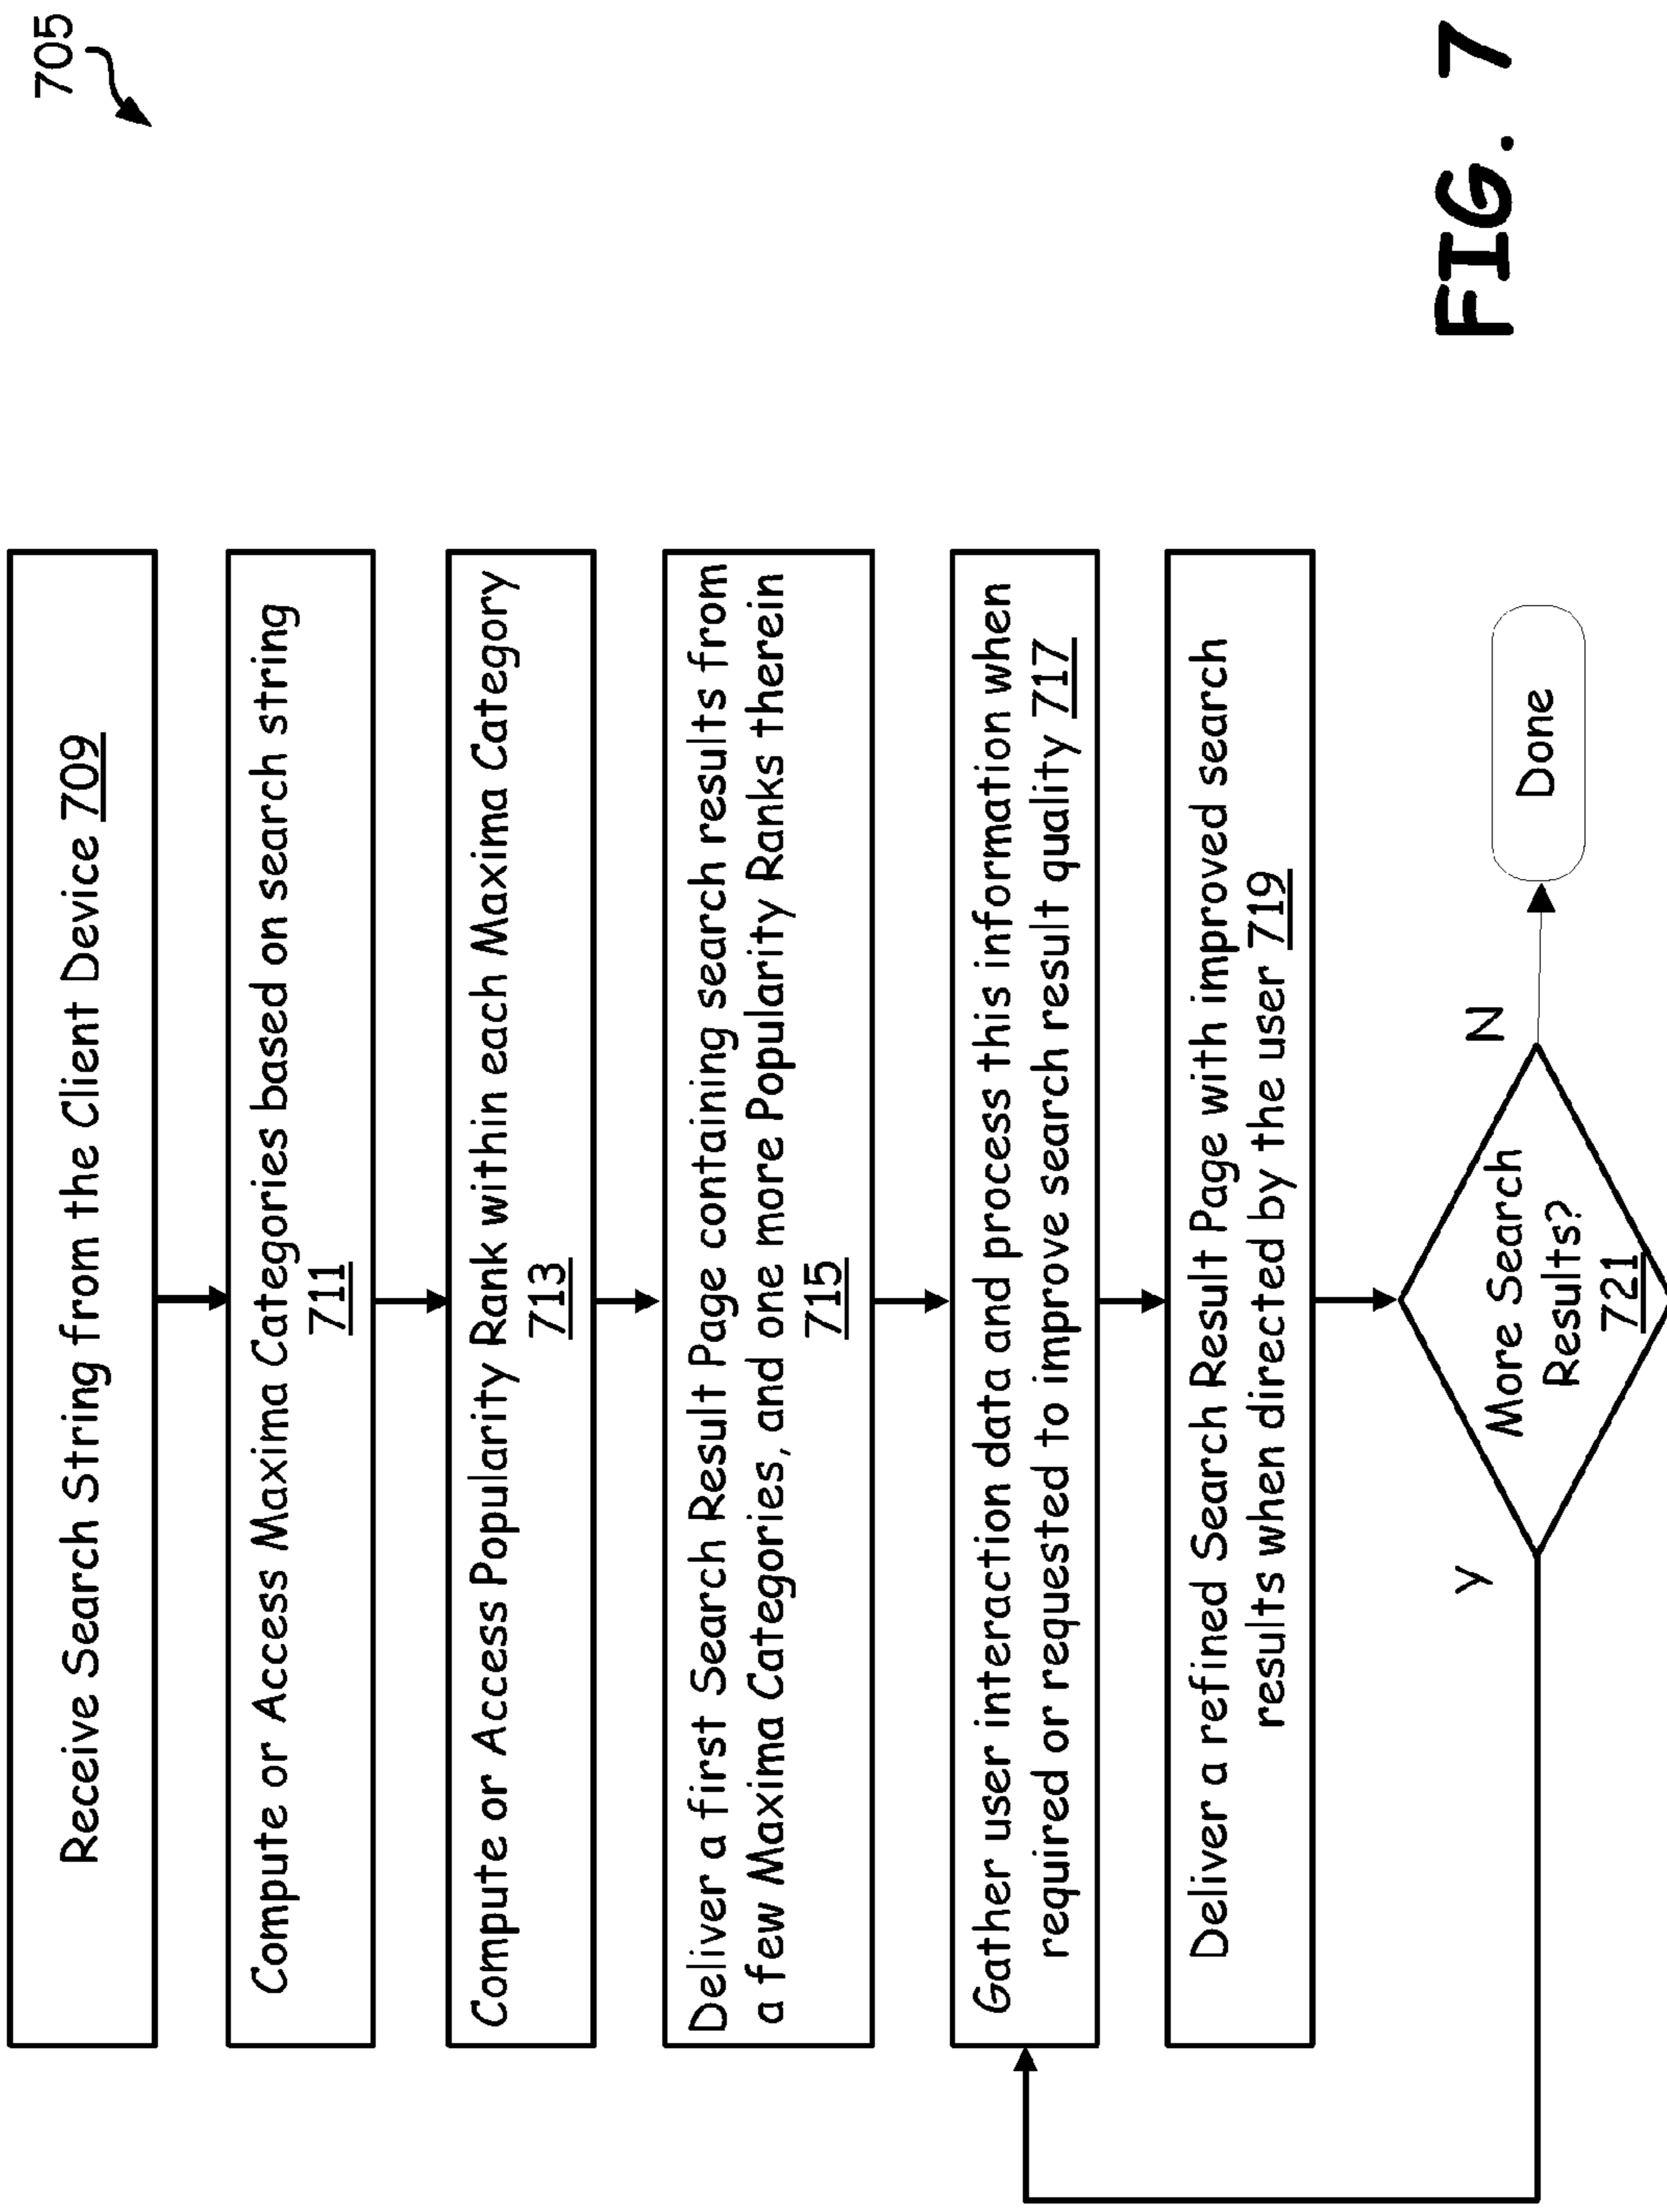 705
Receive Search String from the Client Device 709
Compute or Access Maxima Categories based on search string
711
Compute or Access Popularity Rank within each Maxima Category
713
Deliver a first Search Result Page containing search results from
a few Maxima Categories, and one more Popularity Ranks therein
715
Gather user interaction data and process this information when
required or requested to improve search result quality 717
Deliver a refined Search Result Page with improved search
results when directed by the user 719
More Search
Results?
721
Y
N
Done
FIG. 7